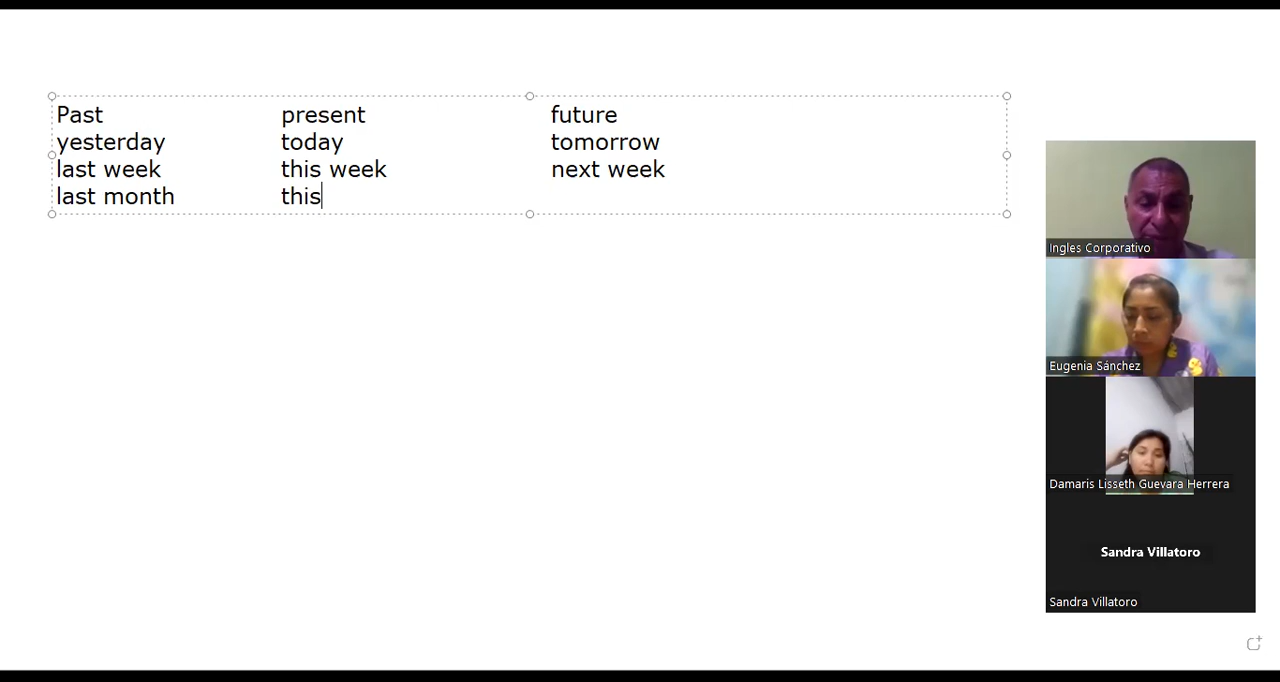 Past present future
yesterday today tomorrow
last week this week next week
last month this
Ingles Corporativo
Eugenia Sánchez
Damaris Lisseth Guevara Herrera
Sandra Villatoro
Sandra Villatoro